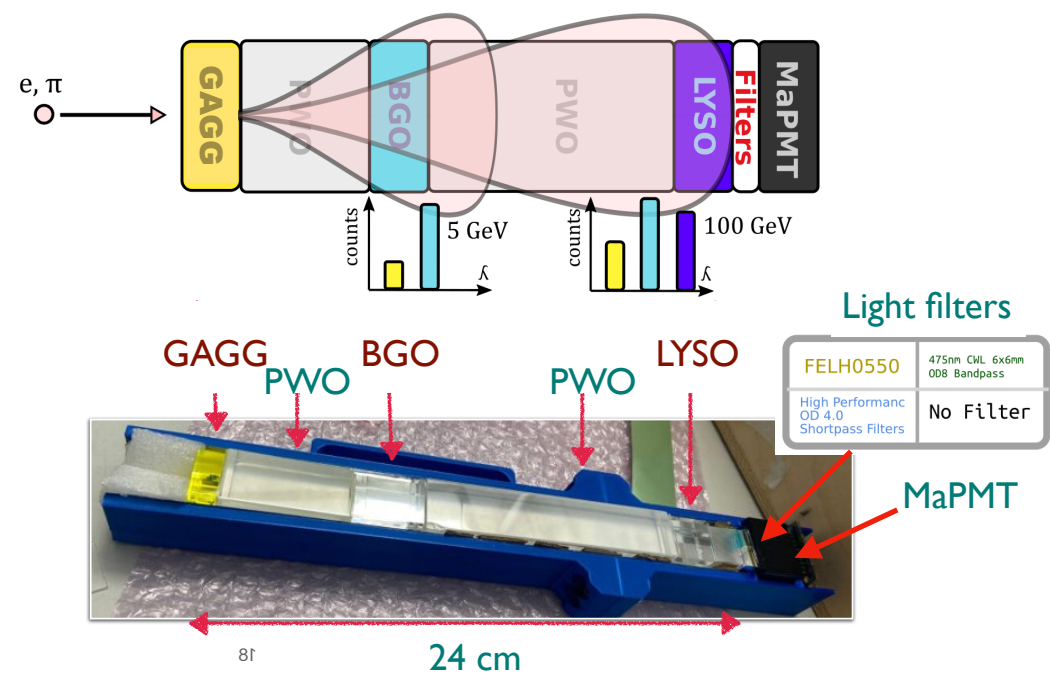 e, π
GAGG
PWO
BGO
PWO
LYSO
Filters
MaPMT
counts
5 GeV
λ
counts
100 GeV
λ
Light filters
GAGG
PWO
BGO
PWO
LYSO
FELH0550
475nm CWL 6x6mm
OD8 Bandpass
High Performanc
OD 4.0
Shortpass Filters
No Filter
MaPMT
24 cm
18